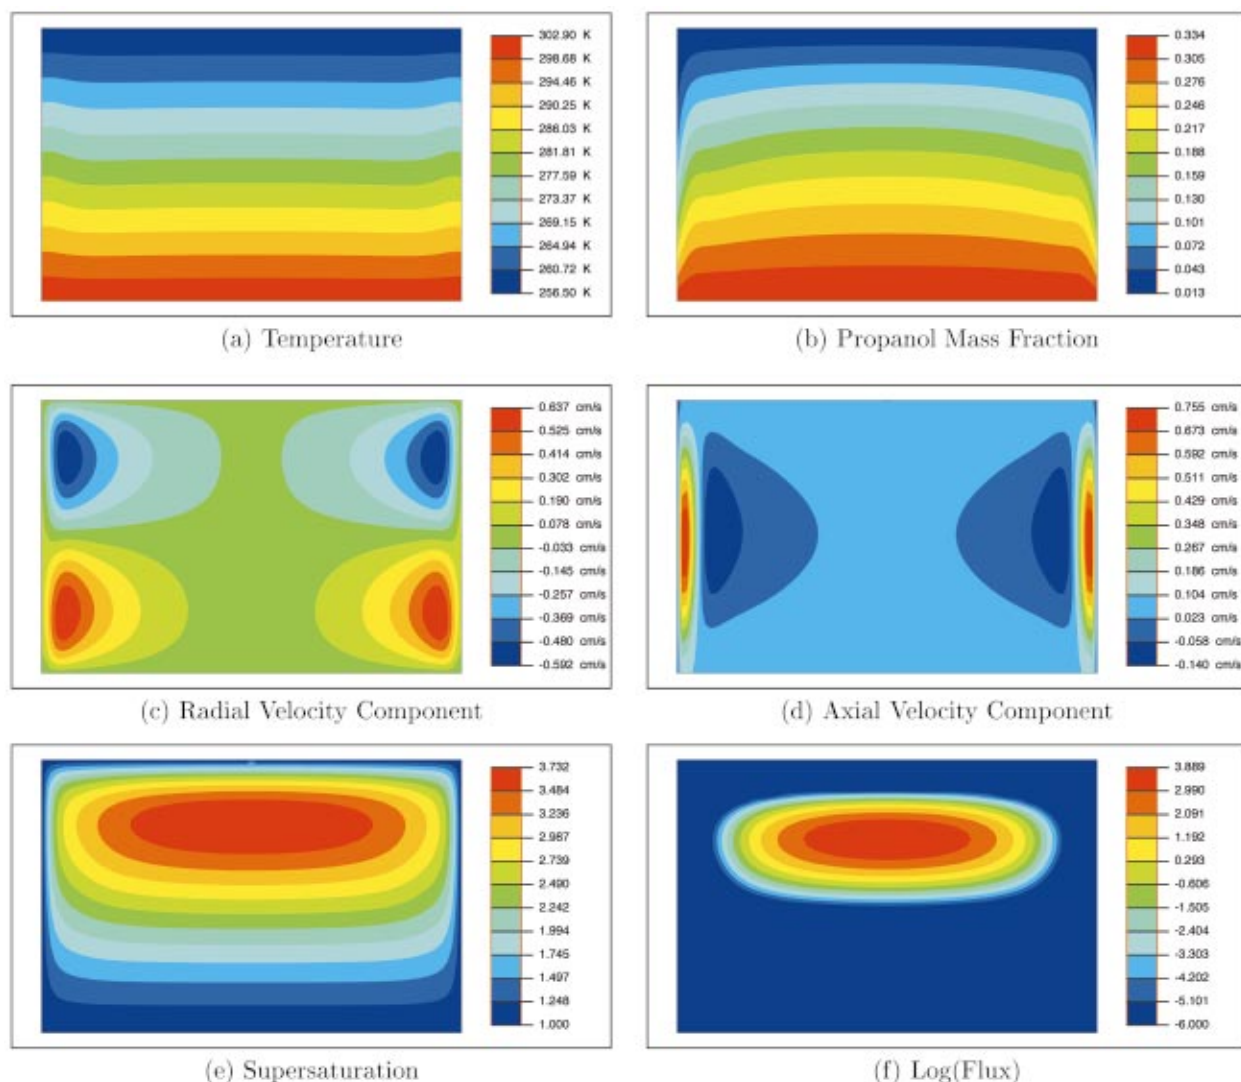 302.90 K
298.68 K
294.46 K
290.25 K
286.03 K
281.81 K
277.59 K
273.37 K
269.15 K
264.94 K
260.72 K
256.50 K
(a) Temperature
0.334
0.305
0.276
0.246
0.217
0.188
0.159
0.130
0.101
0.072
0.043
0.013
(b) Propanol Mass Fraction
0.637 cm/s
0.525 cm/s
0.414 cm/s
0.302 cm/s
0.190 cm/s
0.078 cm/s
-0.033 cm/s
-0.145 cm/s
-0.257 cm/s
-0.369 cm/s
-0.480 cm/s
-0.592 cm/s
(c) Radial Velocity Component
0.755 cm/s
0.673 cm/s
0.592 cm/s
0.511 cm/s
0.429 cm/s
0.348 cm/s
0.267 cm/s
0.186 cm/s
0.104 cm/s
0.023 cm/s
-0.058 cm/s
-0.140 cm/s
(d) Axial Velocity Component
3.732
3.484
3.236
2.987
2.739
2.490
2.242
1.994
1.745
1.497
1.248
1.000
(e) Supersaturation
3.889
2.990
2.091
1.192
0.293
-0.606
-1.505
-2.404
-3.303
-4.202
-5.101
-6.000
(f) Log(Flux)